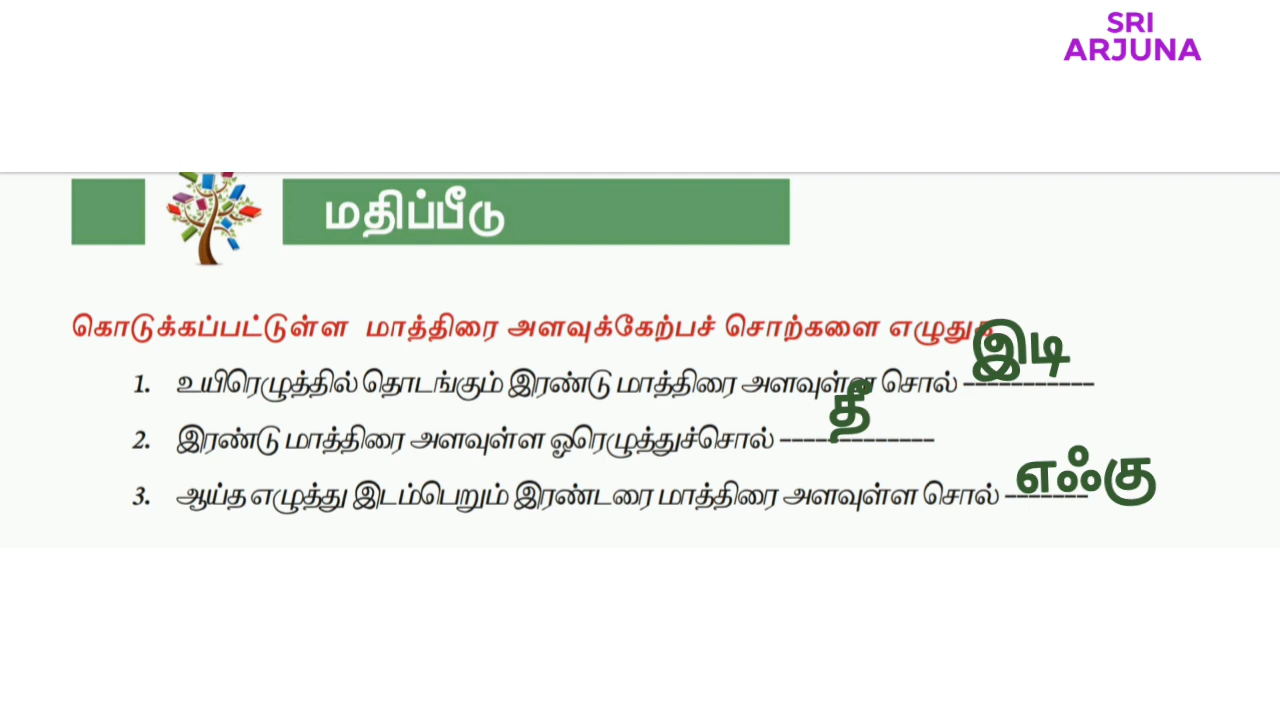 SRI
ARJUNA
மதிப்பீடு
கொடுக்கப்பட்டுள்ள மாத்திரை அளவுக்கேற்பச் சொற்களை எழுதுக
1. உயிரெழுத்தில் தொடங்கும் இரண்டு மாத்திரை அளவுள்ள சொல் ------------ இடி
2. இரண்டு மாத்திரை அளவுள்ள ஓரெழுத்துச்சொல் -------------- தீ
3. ஆய்த எழுத்து இடம்பெறும் இரண்டரை மாத்திரை அளவுள்ள சொல் ------- எஃகு